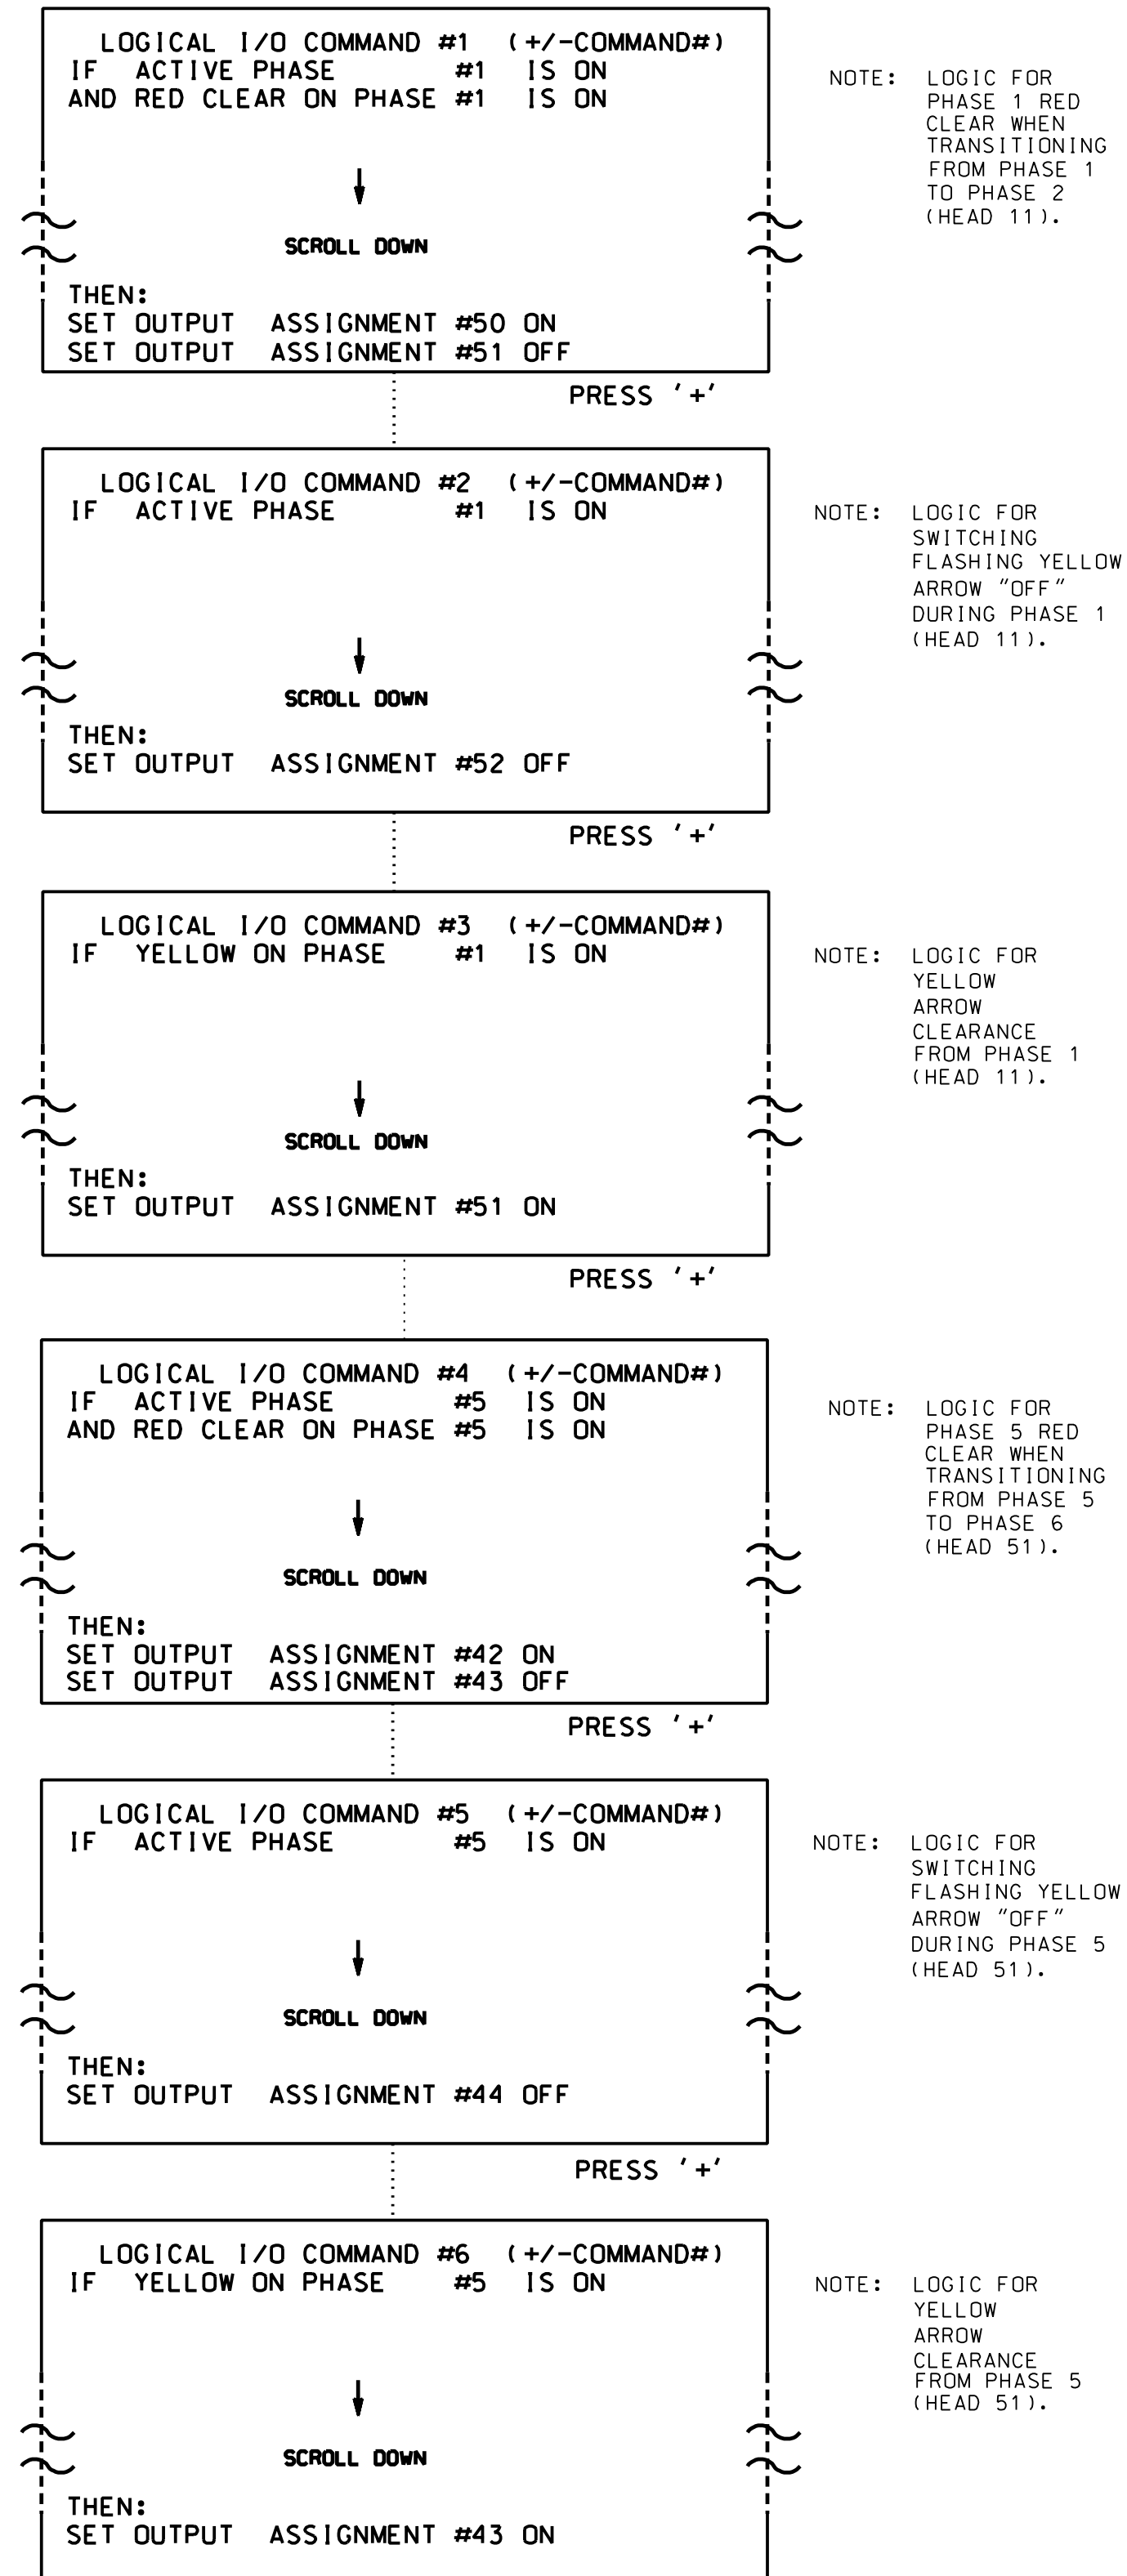 LOGICAL I/O COMMAND #1 (+/-COMMAND#)
IF ACTIVE PHASE #1 IS ON
AND RED CLEAR ON PHASE #1 IS ON
SCROLL DOWN
THEN:
SET OUTPUT ASSIGNMENT #50 ON
SET OUTPUT ASSIGNMENT #51 OFF
NOTE: LOGIC FOR
PHASE 1 RED
CLEAR WHEN
TRANSITIONING
FROM PHASE 1
TO PHASE 2
(HEAD 11).
PRESS '+'
LOGICAL I/O COMMAND #2 (+/-COMMAND#)
IF ACTIVE PHASE #1 IS ON
SCROLL DOWN
THEN:
SET OUTPUT ASSIGNMENT #52 OFF
NOTE: LOGIC FOR
SWITCHING
FLASHING YELLOW
ARROW "OFF"
DURING PHASE 1
(HEAD 11).
PRESS '+'
LOGICAL I/O COMMAND #3 (+/-COMMAND#)
IF YELLOW ON PHASE #1 IS ON
SCROLL DOWN
THEN:
SET OUTPUT ASSIGNMENT #51 ON
NOTE: LOGIC FOR
YELLOW
ARROW
CLEARANCE
FROM PHASE 1
(HEAD 11).
PRESS '+'
LOGICAL I/O COMMAND #4 (+/-COMMAND#)
IF ACTIVE PHASE #5 IS ON
AND RED CLEAR ON PHASE #5 IS ON
SCROLL DOWN
THEN:
SET OUTPUT ASSIGNMENT #42 ON
SET OUTPUT ASSIGNMENT #43 OFF
NOTE: LOGIC FOR
PHASE 5 RED
CLEAR WHEN
TRANSITIONING
FROM PHASE 5
TO PHASE 6
(HEAD 51).
PRESS '+'
LOGICAL I/O COMMAND #5 (+/-COMMAND#)
IF ACTIVE PHASE #5 IS ON
SCROLL DOWN
THEN:
SET OUTPUT ASSIGNMENT #44 OFF
NOTE: LOGIC FOR
SWITCHING
FLASHING YELLOW
ARROW "OFF"
DURING PHASE 5
(HEAD 51).
PRESS '+'
LOGICAL I/O COMMAND #6 (+/-COMMAND#)
IF YELLOW ON PHASE #5 IS ON
SCROLL DOWN
THEN:
SET OUTPUT ASSIGNMENT #43 ON
NOTE: LOGIC FOR
YELLOW
ARROW
CLEARANCE
FROM PHASE 5
(HEAD 51).